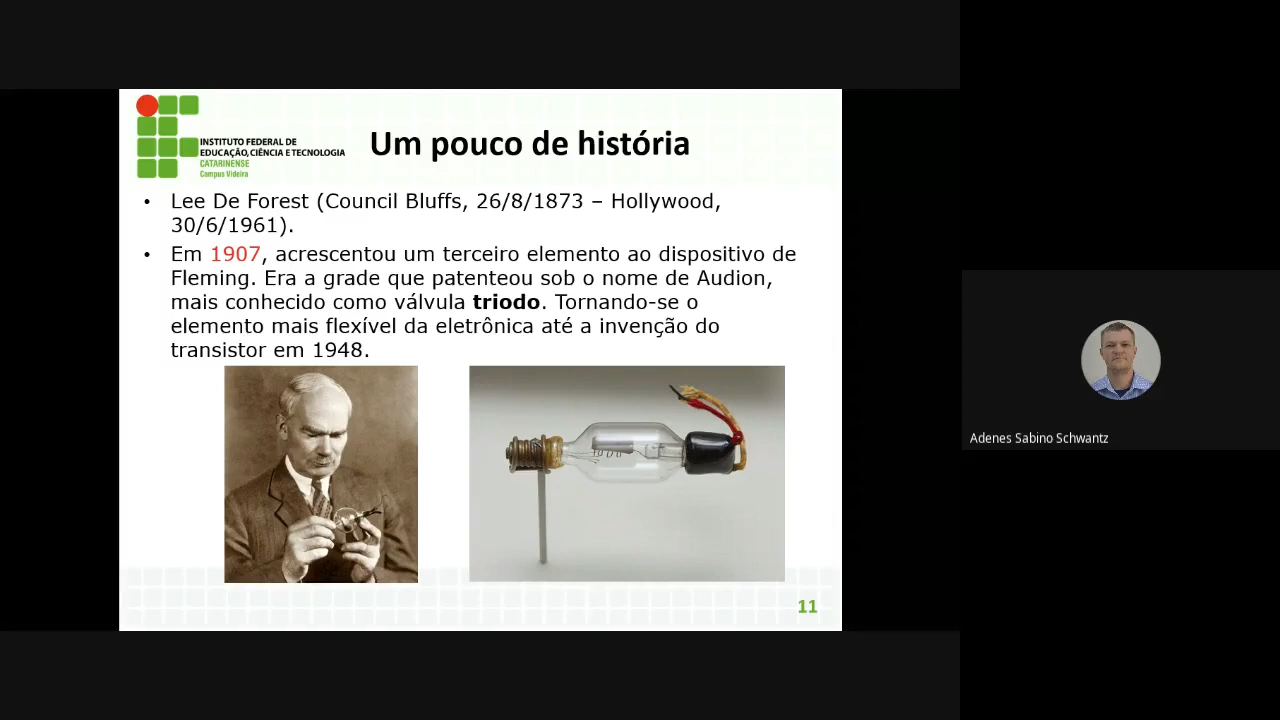 INSTITUTO FEDERAL DE
EDUCAÇÃO, CIÊNCIA E TECNOLOGIA
CATARINENSE
Campus Videira
Um pouco de história
• Lee De Forest (Council Bluffs, 26/8/1873 – Hollywood,
30/6/1961).
• Em 1907, acrescentou um terceiro elemento ao dispositivo de
Fleming. Era a grade que patenteou sob o nome de Audion,
mais conhecido como válvula triodo. Tornando-se o
elemento mais flexível da eletrônica até a invenção do
transistor em 1948.
11
Adenes Sabino Schwantz